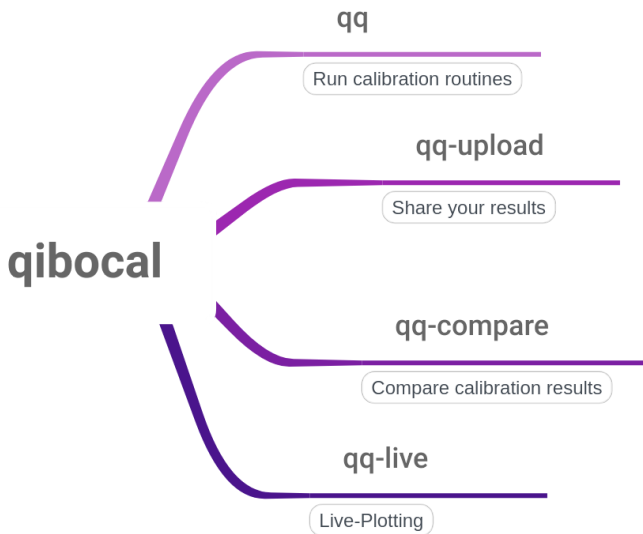 qq
Run calibration routines
qq-upload
Share your results
qibocal
qq-compare
Compare calibration results
qq-live
Live-Plotting